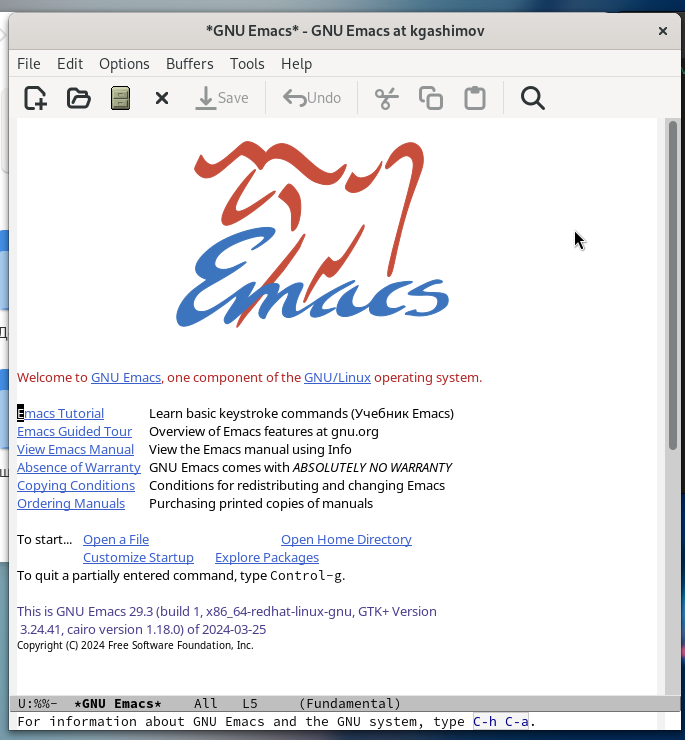 *GNU Emacs* - GNU Emacs at kgashimov
File Edit Options Buffers Tools Help
Save Undo
Emacs
Welcome to GNU Emacs, one component of the GNU/Linux operating system.
Emacs Tutorial Learn basic keystroke commands (Учебник Emacs)
Emacs Guided Tour Overview of Emacs features at gnu.org
View Emacs Manual View the Emacs manual using Info
Absence of Warranty GNU Emacs comes with ABSOLUTELY NO WARRANTY
Copying Conditions Conditions for redistributing and changing Emacs
Ordering Manuals Purchasing printed copies of manuals
To start... Open a File Open Home Directory
Customize Startup Explore Packages
To quit a partially entered command, type Control-g.
This is GNU Emacs 29.3 (build 1, x86_64-redhat-linux-gnu, GTK+ Version
3.24.41, cairo version 1.18.0) of 2024-03-25
Copyright (C) 2024 Free Software Foundation, Inc.
U:%%- *GNU Emacs* All L5 (Fundamental)
For information about GNU Emacs and the GNU system, type C-h C-a.